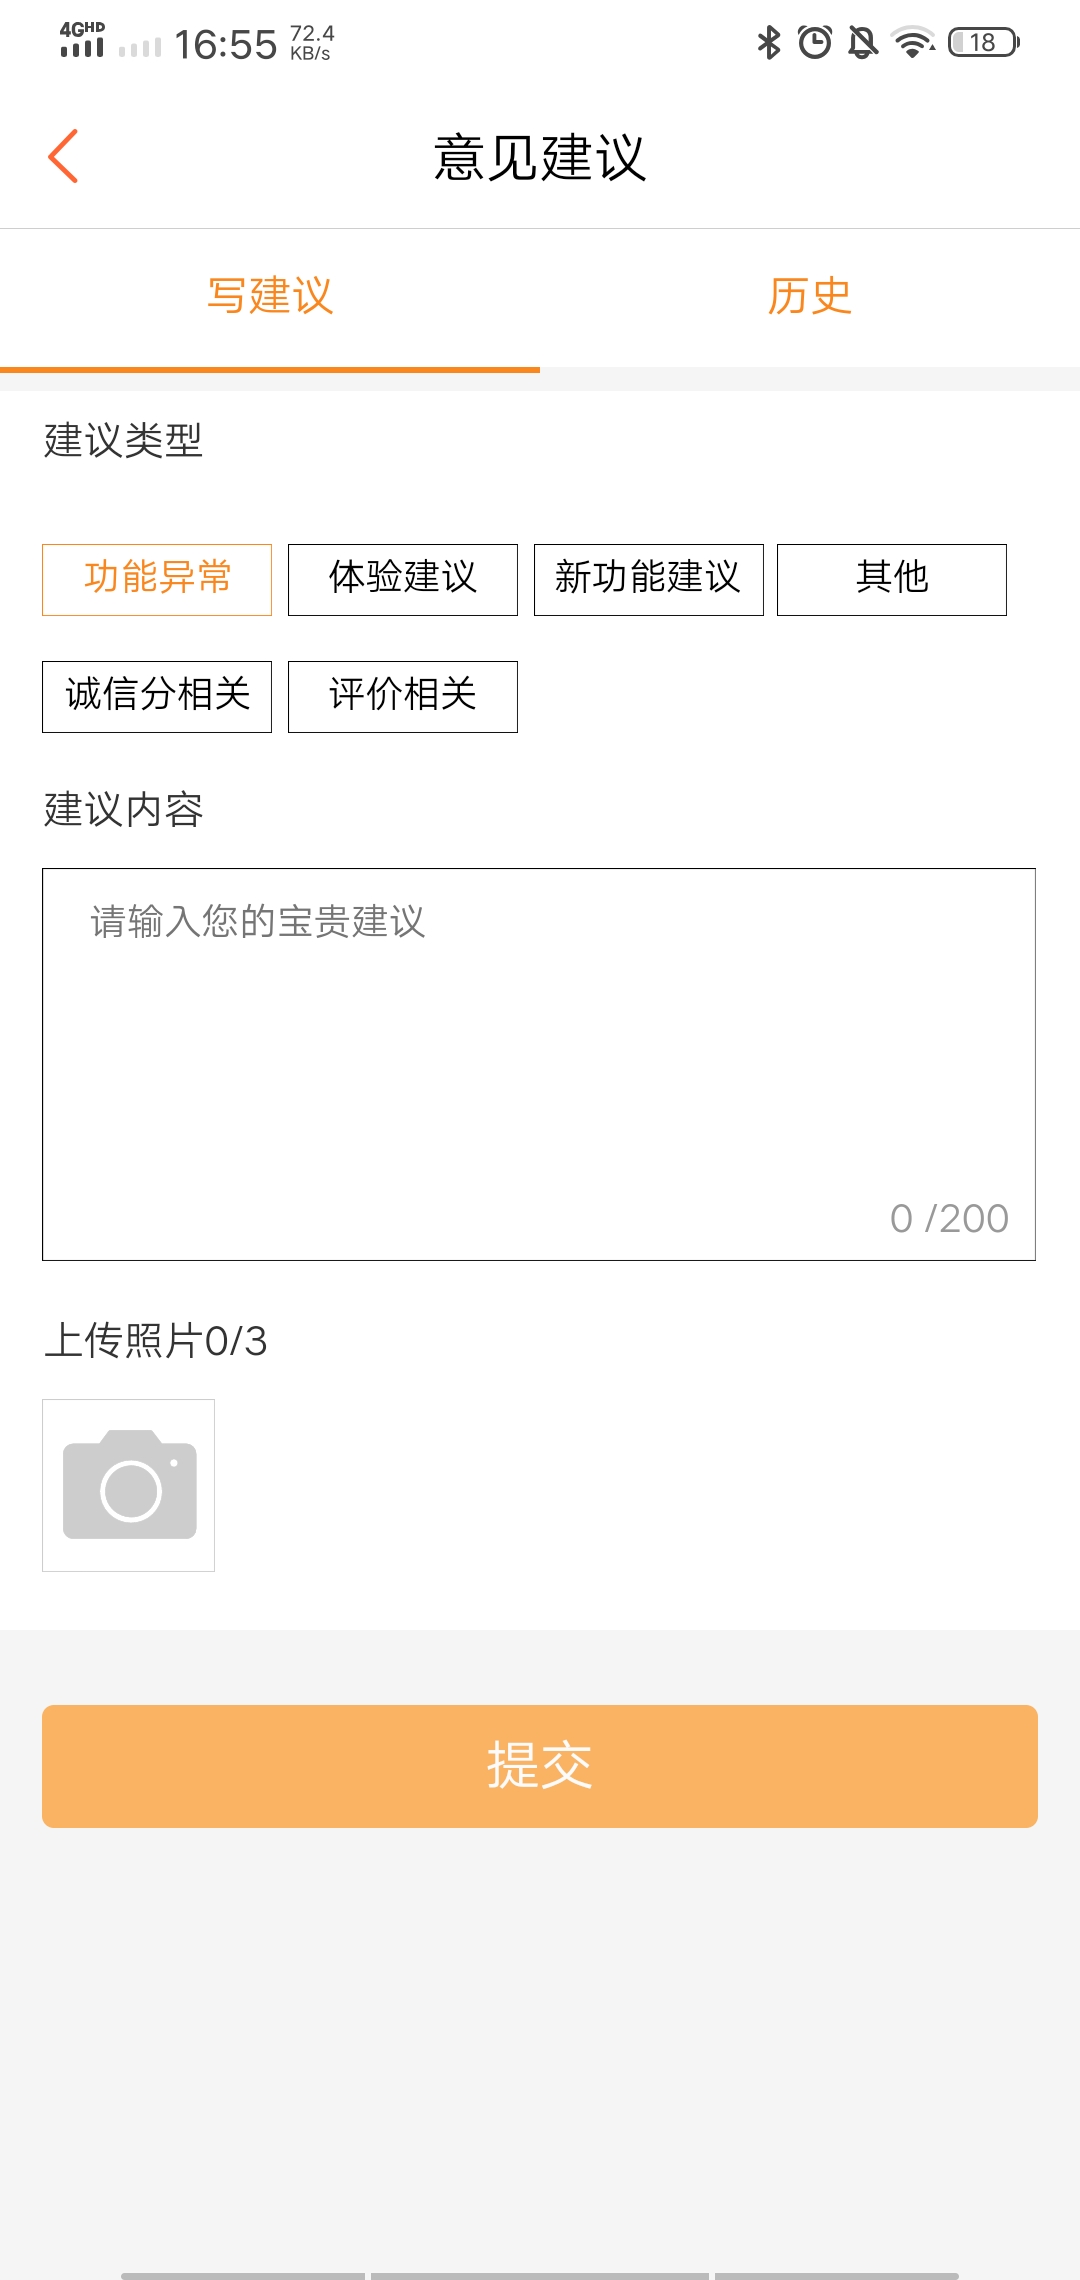 4GHD 16:55 72.4 KB/s 18
意见建议
写建议 历史
建议类型
功能异常 体验建议 新功能建议 其他
诚信分相关 评价相关
建议内容
请输入您的宝贵建议
0 /200
上传照片0/3
提交